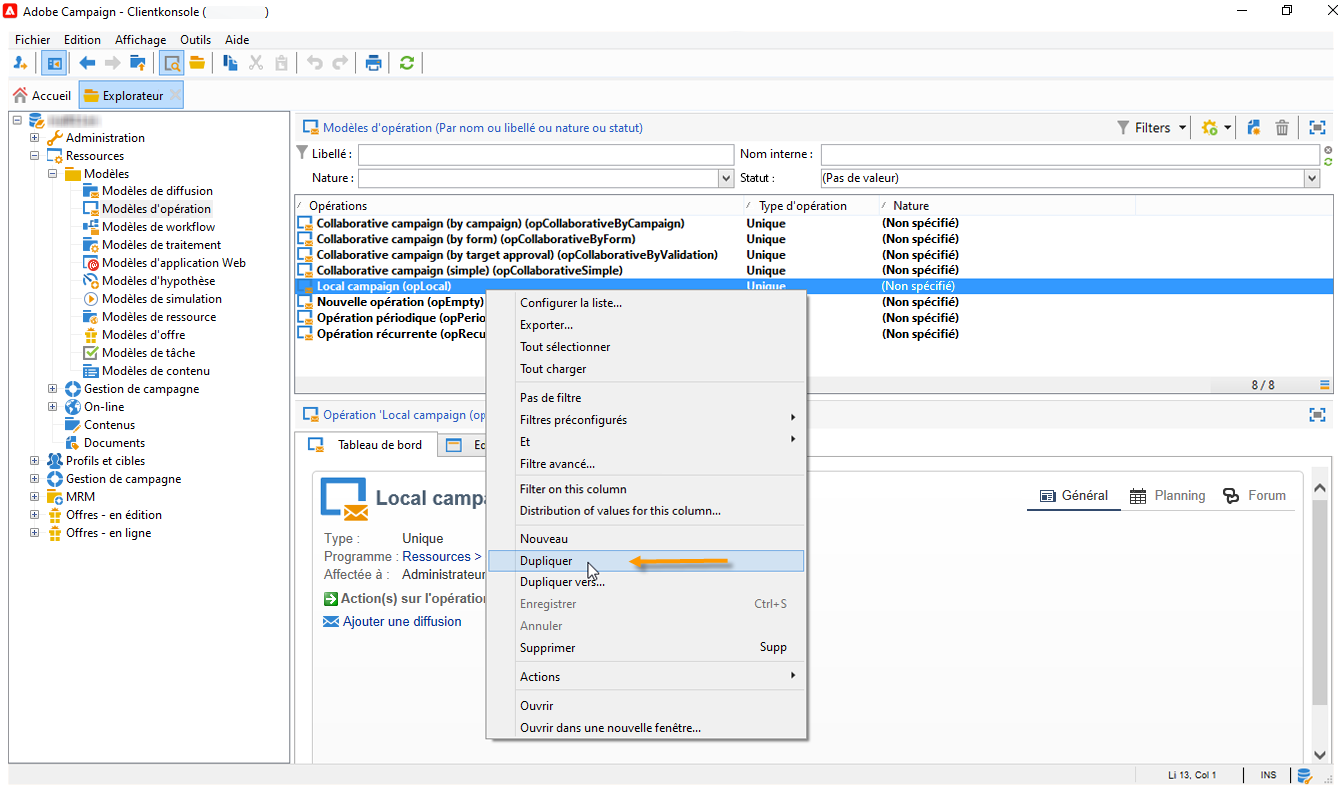 Adobe Campaign - Clientkonsole ( )
Fichier Edition Affichage Outils Aide
Accueil Explorateur
Administration
Ressources
Modèles
Modèles de diffusion
Modèles d'opération
Modèles de workflow
Modèles de traitement
Modèles d'application Web
Modèles d'hypothèse
Modèles de simulation
Modèles de ressource
Modèles d'offre
Modèles de tâche
Modèles de contenu
Gestion de campagne
On-line
Contenus
Documents
Profils et cibles
Gestion de campagne
MRM
Offres - en édition
Offres - en ligne
Modèles d'opération (Par nom ou libellé ou nature ou statut) Filters
Libellé : Nom interne :
Nature : Statut : (Pas de valeur)
Opérations Type d'opération Nature
Collaborative campaign (by campaign) (opCollaborativeByCampaign) Unique (Non spécifié)
Collaborative campaign (by form) (opCollaborativeByForm) Unique (Non spécifié)
Collaborative campaign (by target approval) (opCollaborativeByValidation) Unique (Non spécifié)
Collaborative campaign (simple) (opCollaborativeSimple) Unique (Non spécifié)
Local campaign (opLocal) Unique (Non spécifié)
Nouvelle opération (opEmpty) (Non spécifié)
Opération périodique (opPerio (Non spécifié)
Opération récurrente (opRecu (Non spécifié)
8 / 8
Opération 'Local campaign (op
Tableau de bord Ed
Local campa
Général Planning Forum
Type : Unique
Programme : Ressources >
Affectée à : Administrateur
Action(s) sur l'opération
Ajouter une diffusion
Configurer la liste...
Exporter...
Tout sélectionner
Tout charger
Pas de filtre
Filtres préconfigurés
Et
Filtre avancé...
Filter on this column
Distribution of values for this column...
Nouveau
Dupliquer
Dupliquer vers...
Enregistrer Ctrl+S
Annuler
Supprimer Supp
Actions
Ouvrir
Ouvrir dans une nouvelle fenêtre...
Li 13, Col 1 INS